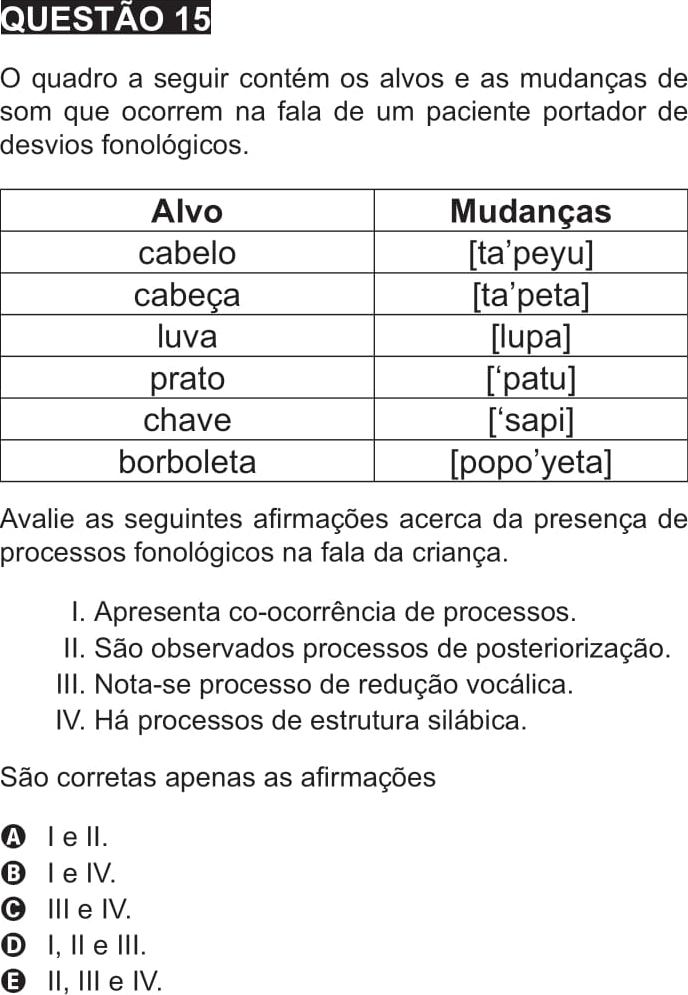 QUESTÃO 15
O quadro a seguir contém os alvos e as mudanças de
som que ocorrem na fala de um paciente portador de
desvios fonológicos.
Alvo Mudanças
cabelo [ta’peyu]
cabeça [ta’peta]
luva [lupa]
prato [‘patu]
chave [‘sapi]
borboleta [popo’yeta]
Avalie as seguintes afirmações acerca da presença de
processos fonológicos na fala da criança.
I. Apresenta co-ocorrência de processos.
II. São observados processos de posteriorização.
III. Nota-se processo de redução vocálica.
IV. Há processos de estrutura silábica.
São corretas apenas as afirmações
A I e II.
B I e IV.
C III e IV.
D I, II e III.
E II, III e IV.